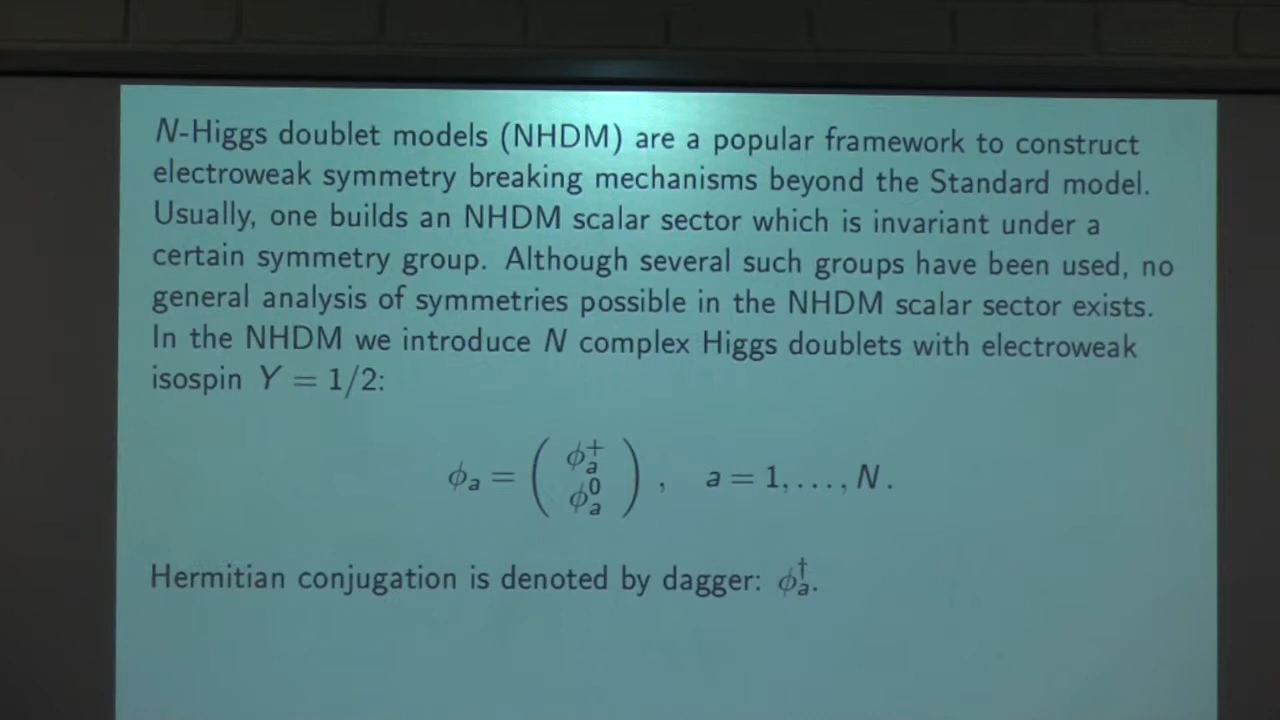 N-Higgs doublet models (NHDM) are a popular framework to construct
electroweak symmetry breaking mechanisms beyond the Standard model.
Usually, one builds an NHDM scalar sector which is invariant under a
certain symmetry group. Although several such groups have been used, no
general analysis of symmetries possible in the NHDM scalar sector exists.
In the NHDM we introduce N complex Higgs doublets with electroweak
isospin Y = 1/2:
ϕₐ = ( ϕₐ⁺ ϕₐ⁰ ) , a = 1, . . . , N .
Hermitian conjugation is denoted by dagger: ϕₐ†.